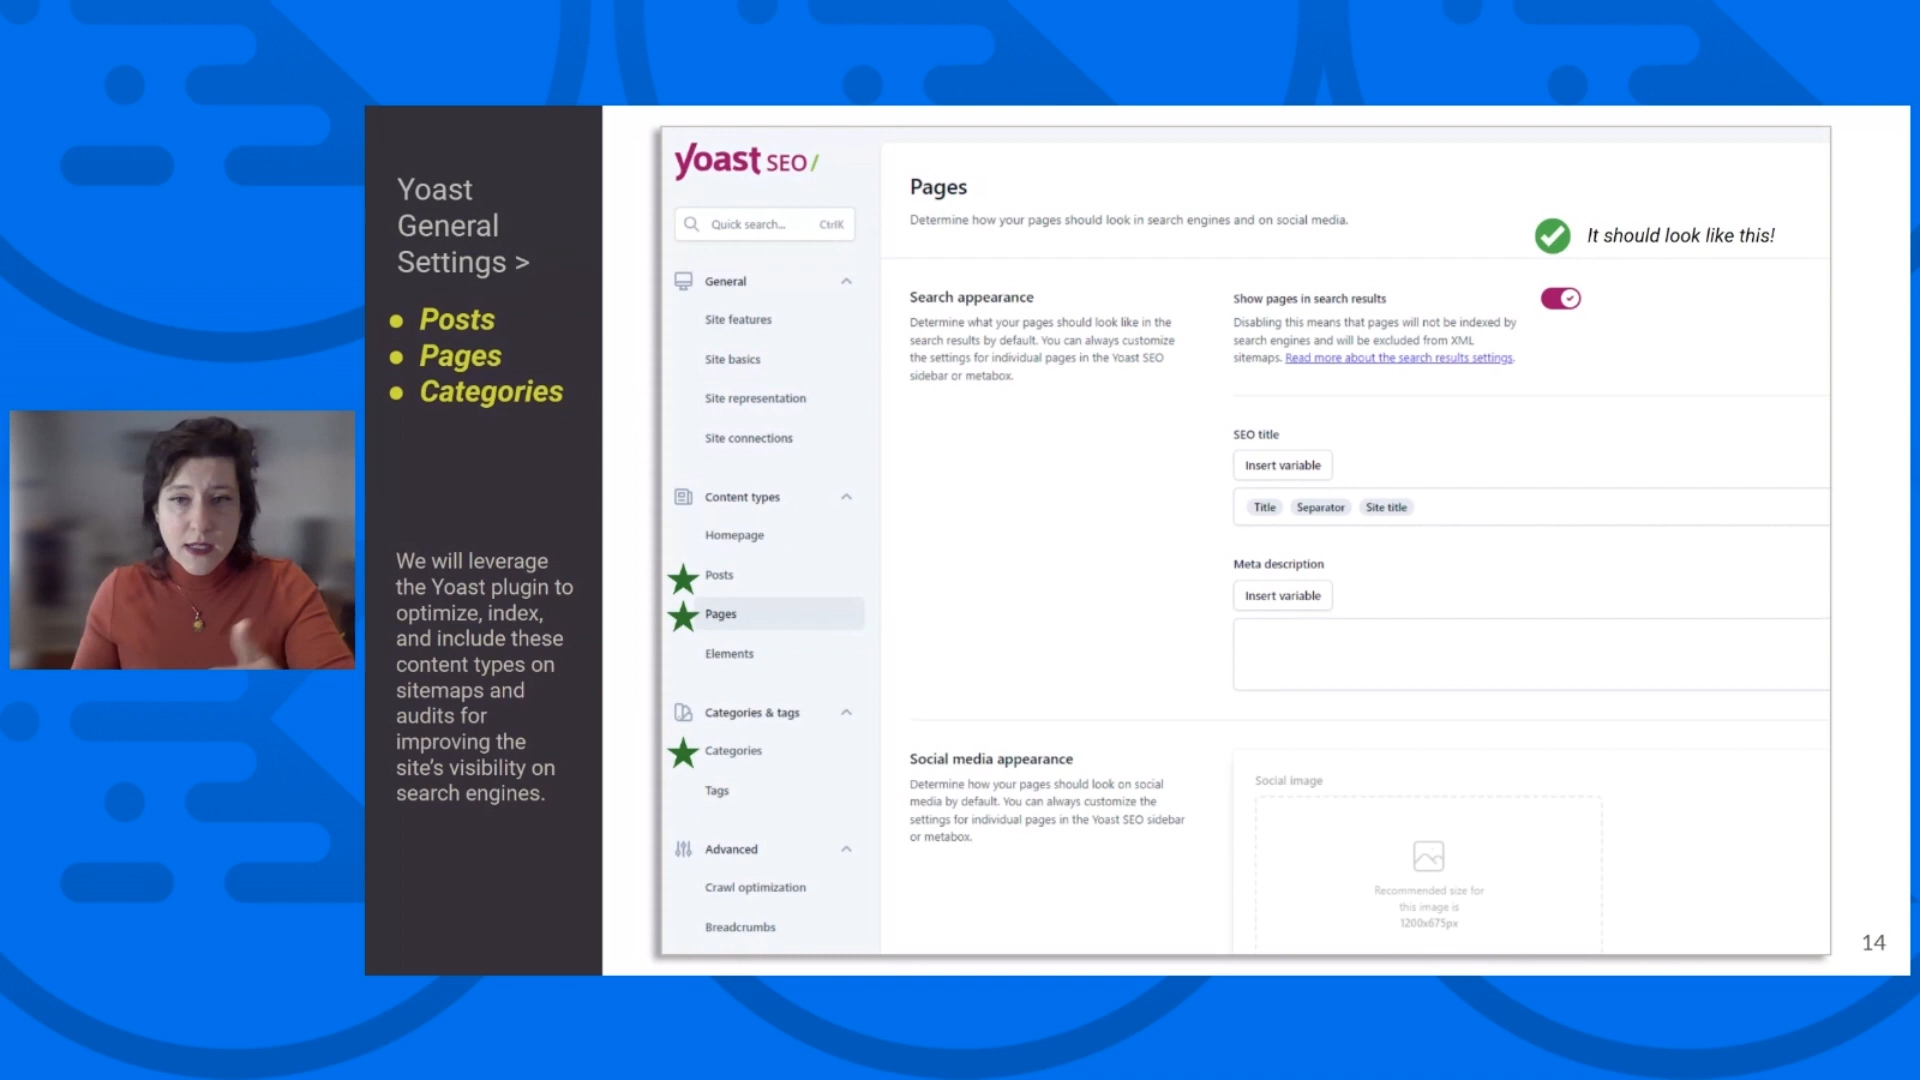 Yoast
General
Settings >
● Posts
● Pages
● Categories
We will leverage
the Yoast plugin to
optimize, index,
and include these
content types on
sitemaps and
audits for
improving the
site's visibility on
search engines.
yoast SEO/
Quick search... CtrlK
General
Site features
Site basics
Site representation
Site connections
Content types
Homepage
Posts
Pages
Elements
Categories & tags
Categories
Tags
Advanced
Crawl optimization
Breadcrumbs
Pages
Determine how your pages should look in search engines and on social media.
It should look like this!
Search appearance
Determine what your pages should look like in the
search results by default. You can always customize
the settings for individual pages in the Yoast SEO
sidebar or metabox.
Show pages in search results
Disabling this means that pages will not be indexed by
search engines and will be excluded from XML
sitemaps. Read more about the search results settings.
SEO title
Insert variable
Title Separator Site title
Meta description
Insert variable
Social media appearance
Determine how your pages should look on social
media by default. You can always customize the
settings for individual pages in the Yoast SEO sidebar
or metabox.
Social image
Recommended size for
this image is
1200x675px
14